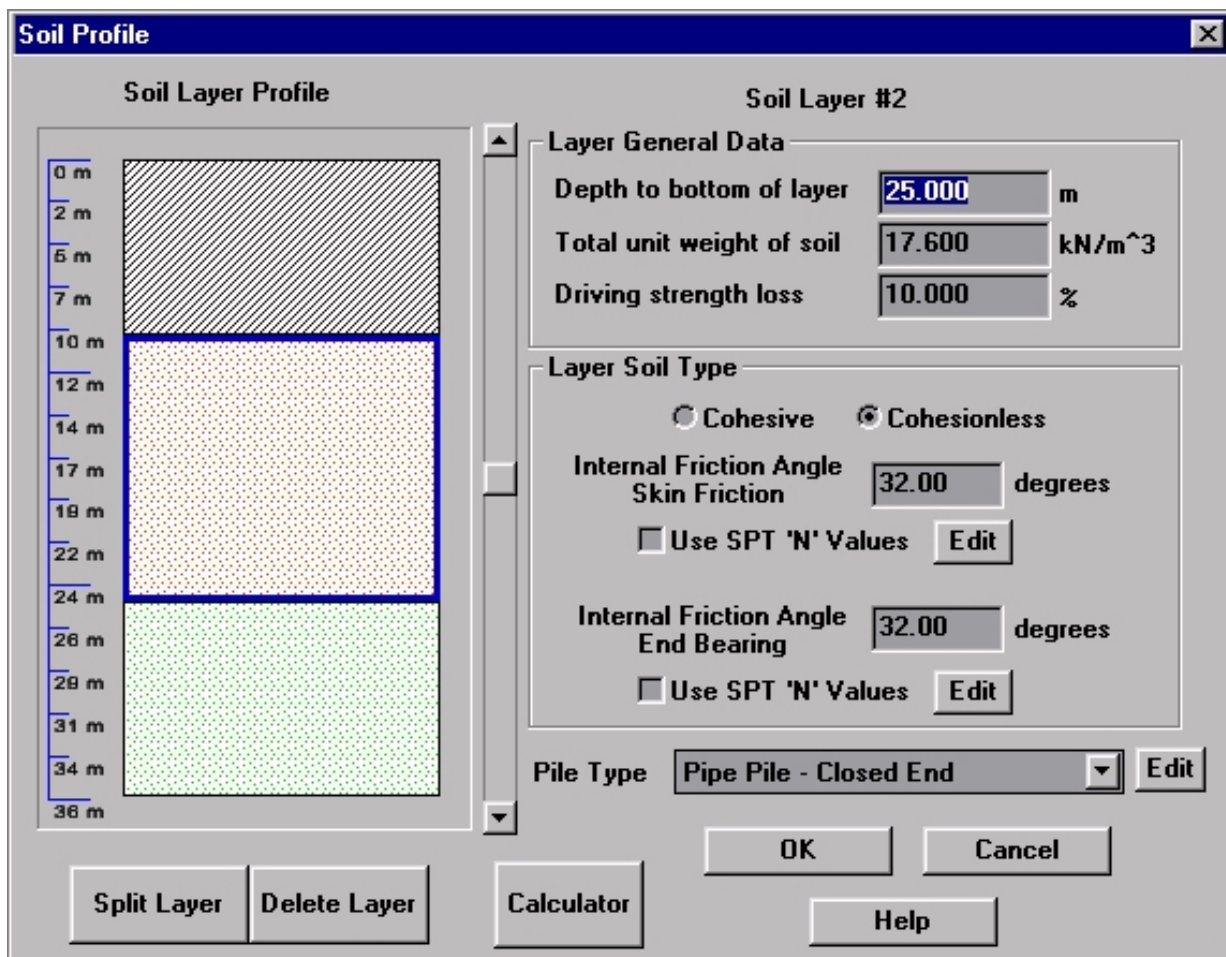 Soil Profile
Soil Layer Profile
0 m
2 m
5 m
7 m
10 m
12 m
14 m
17 m
19 m
22 m
24 m
26 m
29 m
31 m
34 m
36 m
Split Layer
Delete Layer
Calculator
Soil Layer #2
Layer General Data
Depth to bottom of layer 25.000 m
Total unit weight of soil 17.600 kN/m^3
Driving strength loss 10.000 %
Layer Soil Type
Cohesive Cohesionless
Internal Friction Angle
Skin Friction 32.00 degrees
Use SPT 'N' Values Edit
Internal Friction Angle
End Bearing 32.00 degrees
Use SPT 'N' Values Edit
Pile Type Pipe Pile - Closed End Edit
OK Cancel
Help